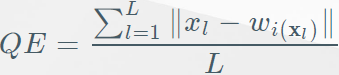 QE = \frac{\sum_{l=1}^{L} \|x_l - w_{i(\mathbf{x}_l)}\|}{L}